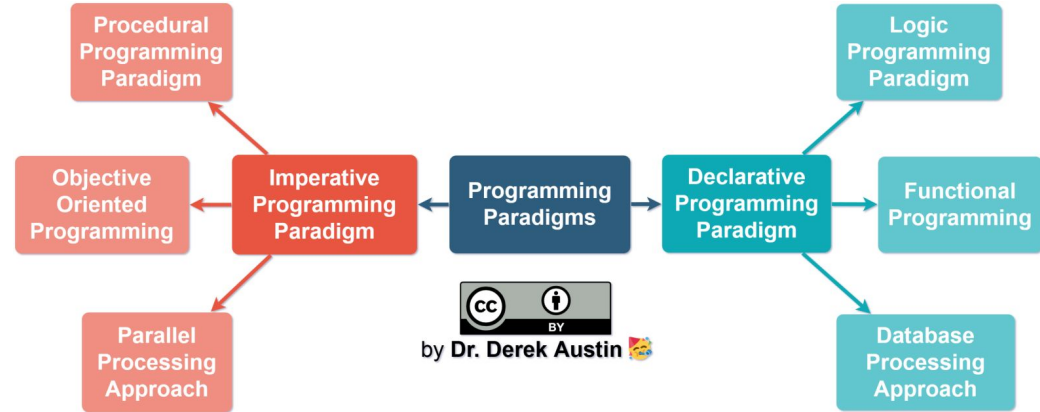 Procedural
Programming
Paradigm
Logic
Programming
Paradigm
Objective
Oriented
Programming
Imperative
Programming
Paradigm
Programming
Paradigms
Declarative
Programming
Paradigm
Functional
Programming
Parallel
Processing
Approach
cc
BY
by Dr. Derek Austin 🥳
Database
Processing
Approach